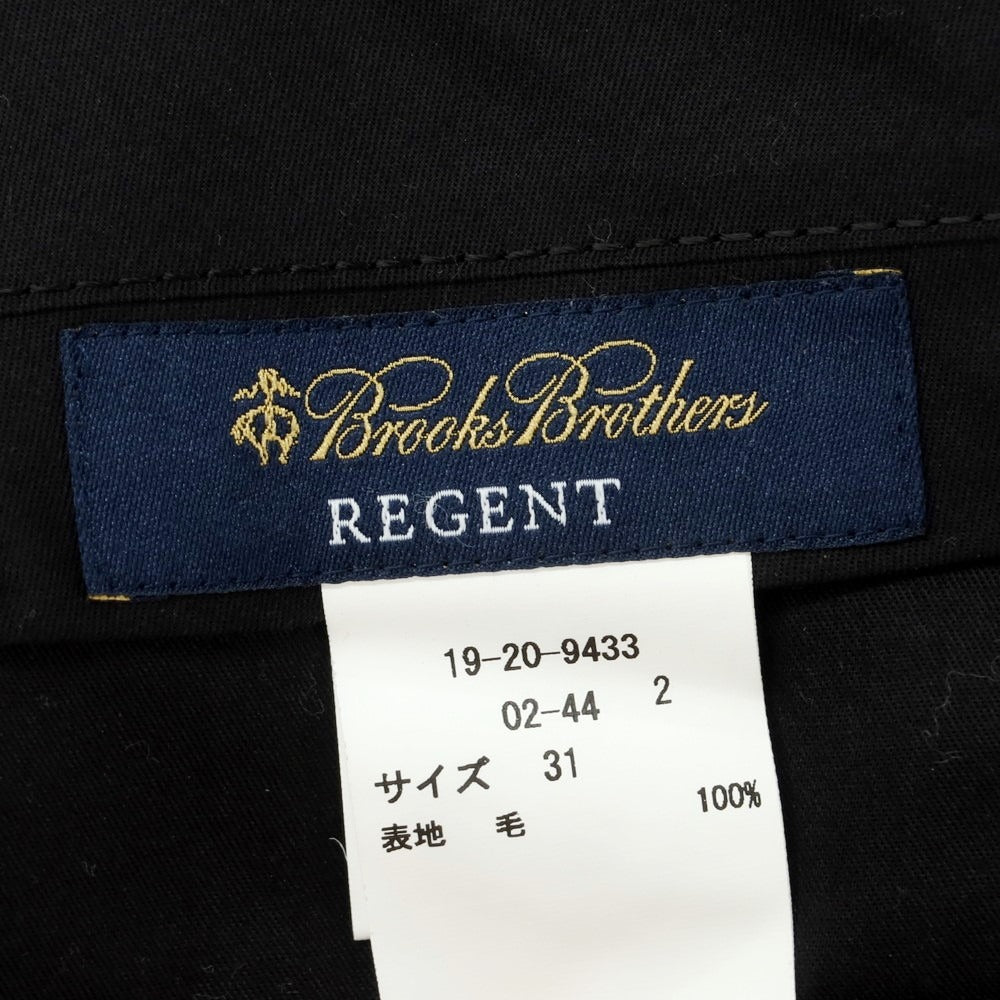 Brooks Brothers
REGENT
19-20-9433
02-44 2
サイズ 31
表地 毛 100%